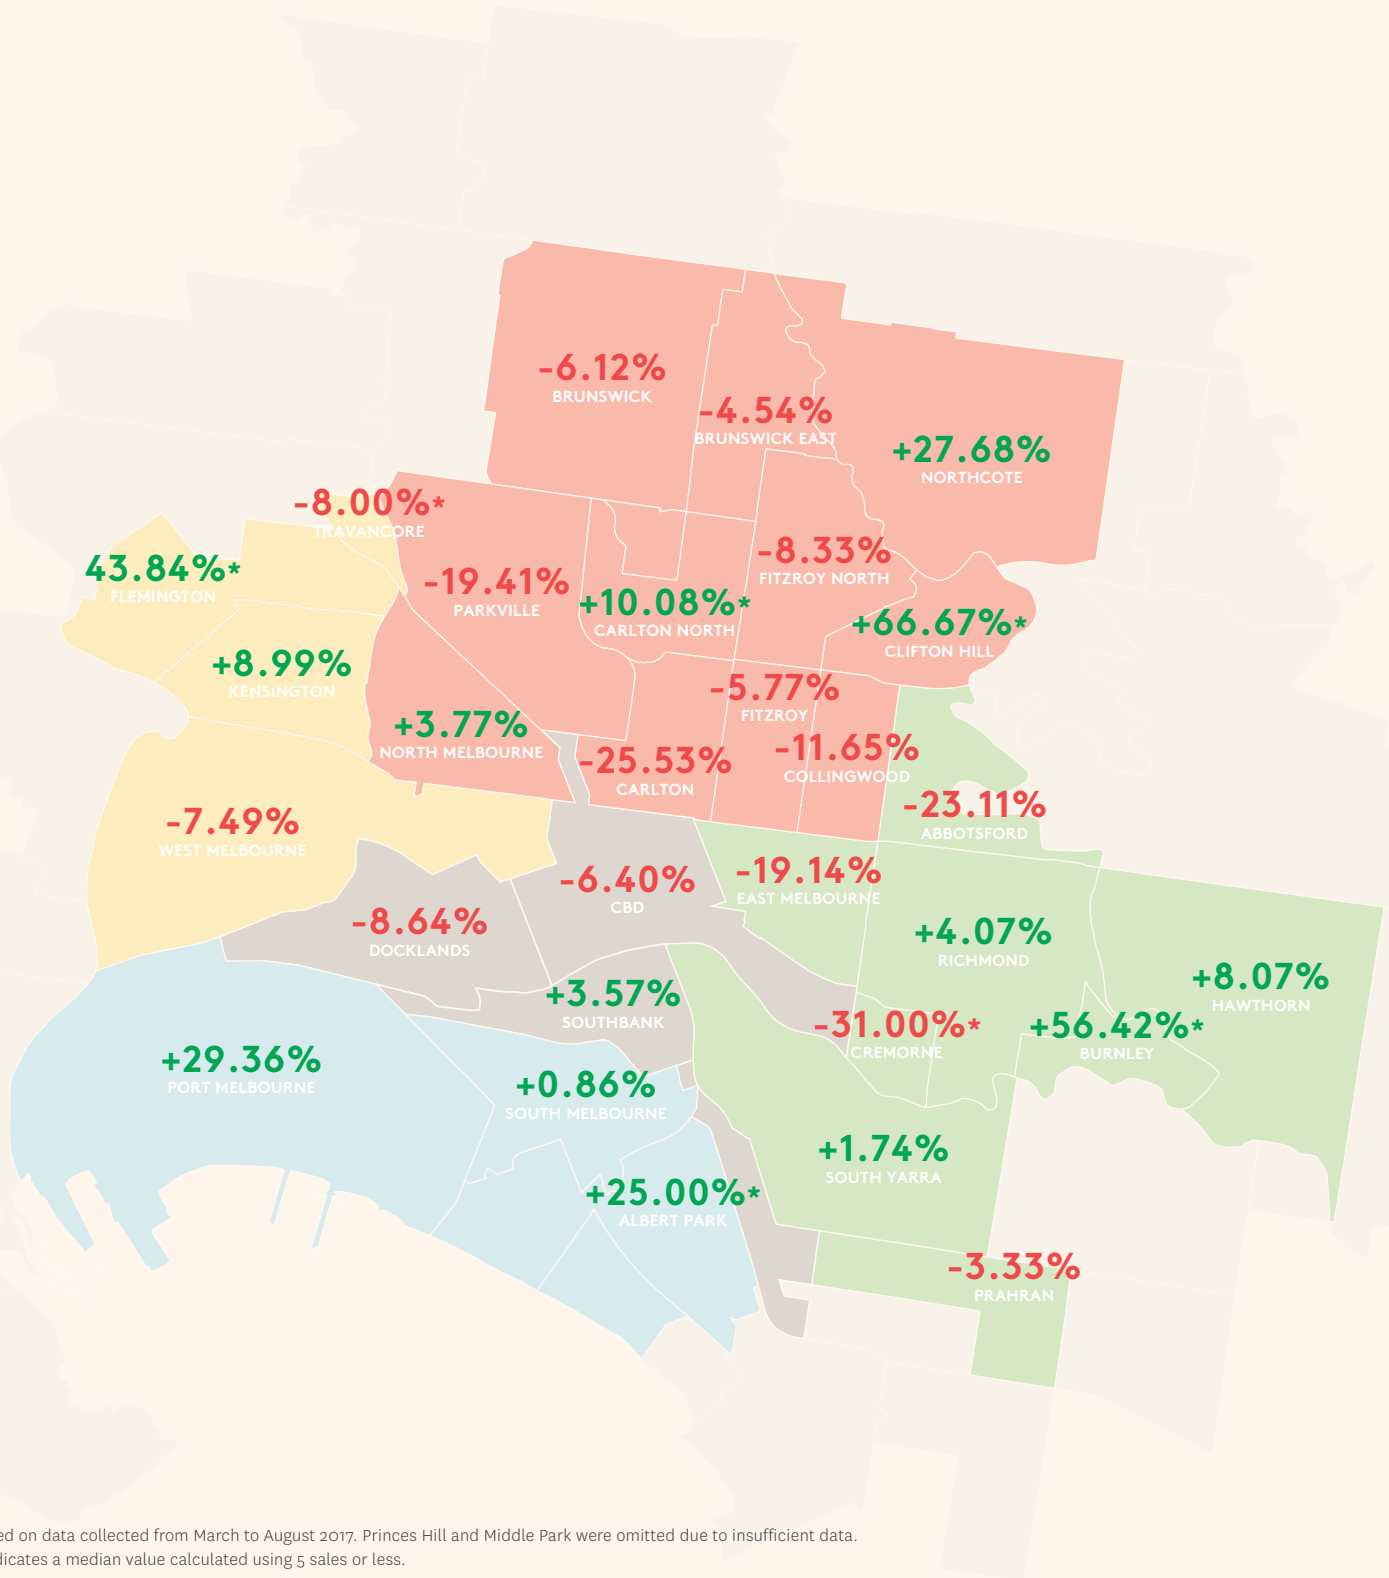 -6.12%
BRUNSWICK
-4.54%
BRUNSWICK EAST
+27.68%
NORTHCOTE
-8.00%*
TRAVANCORE
43.84%*
FLEMINGTON
-19.41%
PARKVILLE
-8.33%
FITZROY NORTH
+10.08%*
CARLTON NORTH
+66.67%*
CLIFTON HILL
+8.99%
KENSINGTON
+3.77%
NORTH MELBOURNE
-5.77%
FITZROY
-25.53%
CARLTON
-11.65%
COLLINGWOOD
-23.11%
ABBOTSFORD
-7.49%
WEST MELBOURNE
-6.40%
CBD
-19.14%
EAST MELBOURNE
-8.64%
DOCKLANDS
+4.07%
RICHMOND
+8.07%
HAWTHORN
+3.57%
SOUTHBANK
-31.00%*
CREMORNE
+56.42%*
BURNLEY
+29.36%
PORT MELBOURNE
+0.86%
SOUTH MELBOURNE
+1.74%
SOUTH YARRA
+25.00%*
ALBERT PARK
-3.33%
PRAHRAN
ed on data collected from March to August 2017. Princes Hill and Middle Park were omitted due to insufficient data.
dicates a median value calculated using 5 sales or less.